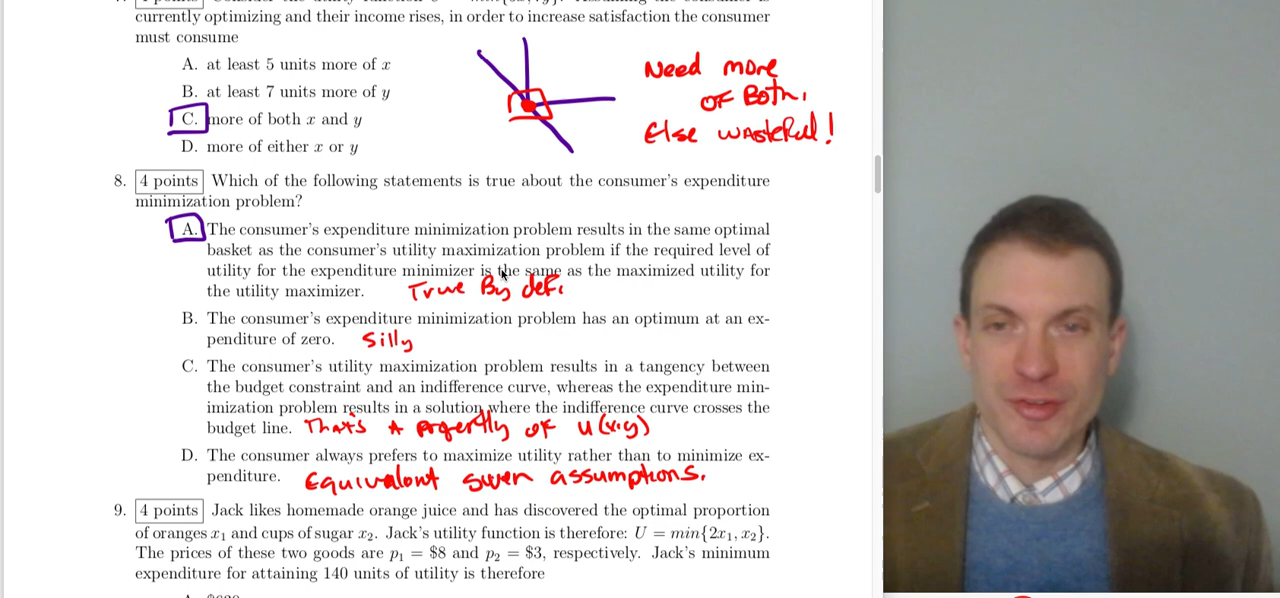 currently optimizing and their income rises, in order to increase satisfaction the consumer
must consume
A. at least 5 units more of x
B. at least 7 units more of y
C. more of both x and y
D. more of either x or y
Need more
OF Both,
Else wasteful!
8. 4 points Which of the following statements is true about the consumer's expenditure
minimization problem?
A. The consumer's expenditure minimization problem results in the same optimal
basket as the consumer's utility maximization problem if the required level of
utility for the expenditure minimizer is the same as the maximized utility for
the utility maximizer. True By def.
B. The consumer's expenditure minimization problem has an optimum at an ex-
penditure of zero. Silly
C. The consumer's utility maximization problem results in a tangency between
the budget constraint and an indifference curve, whereas the expenditure min-
imization problem results in a solution where the indifference curve crosses the
budget line. That's A property of u(x,y)
D. The consumer always prefers to maximize utility rather than to minimize ex-
penditure. Equivalent given assumptions.
9. 4 points Jack likes homemade orange juice and has discovered the optimal proportion
of oranges x₁ and cups of sugar x₂. Jack's utility function is therefore: U = min{2x₁, x₂}.
The prices of these two goods are p₁ = $8 and p₂ = $3, respectively. Jack's minimum
expenditure for attaining 140 units of utility is therefore